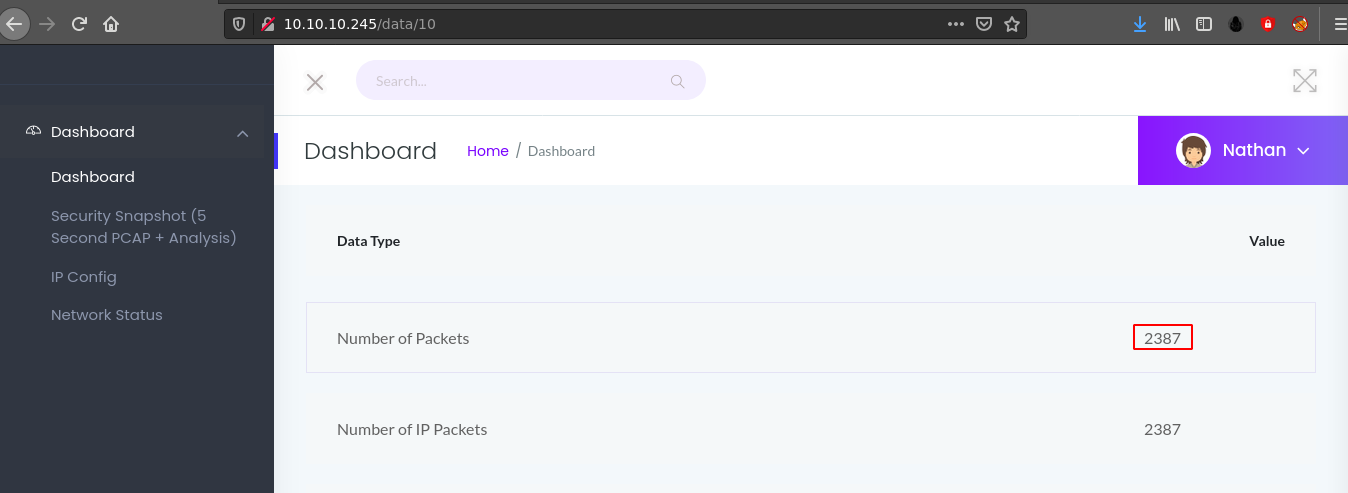 10.10.10.245/data/10
Search...
Dashboard
Dashboard
Security Snapshot (5
Second PCAP + Analysis)
IP Config
Network Status
Dashboard
Home / Dashboard
Nathan
Data Type Value
Number of Packets 2387
Number of IP Packets 2387